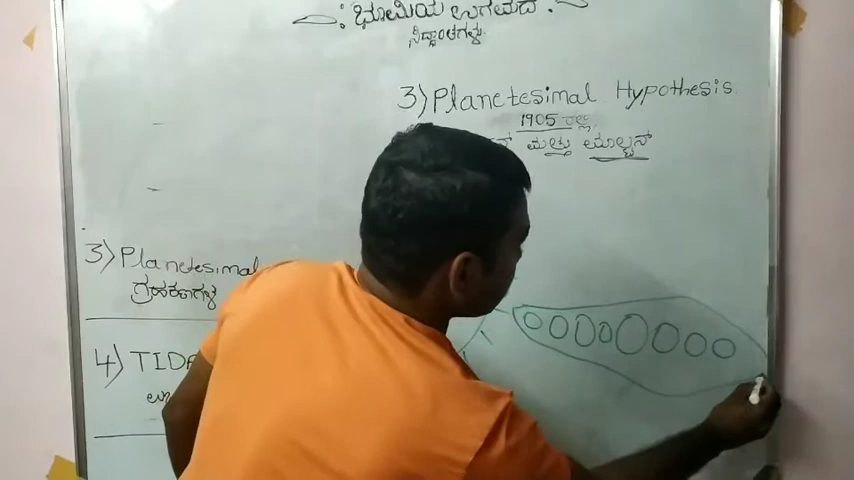 : ಭೂಮಿಯ ಉಗಮದ :
ಸಿದ್ಧಾಂತಗಳು
3) Planetesimal Hypothesis
1905 ರಲ್ಲಿ
ಮತ್ತು ಮೋಲ್ಟನ್
3) Planetesimal
ಗ್ರಹಕಣಗಳ
4) TIDA